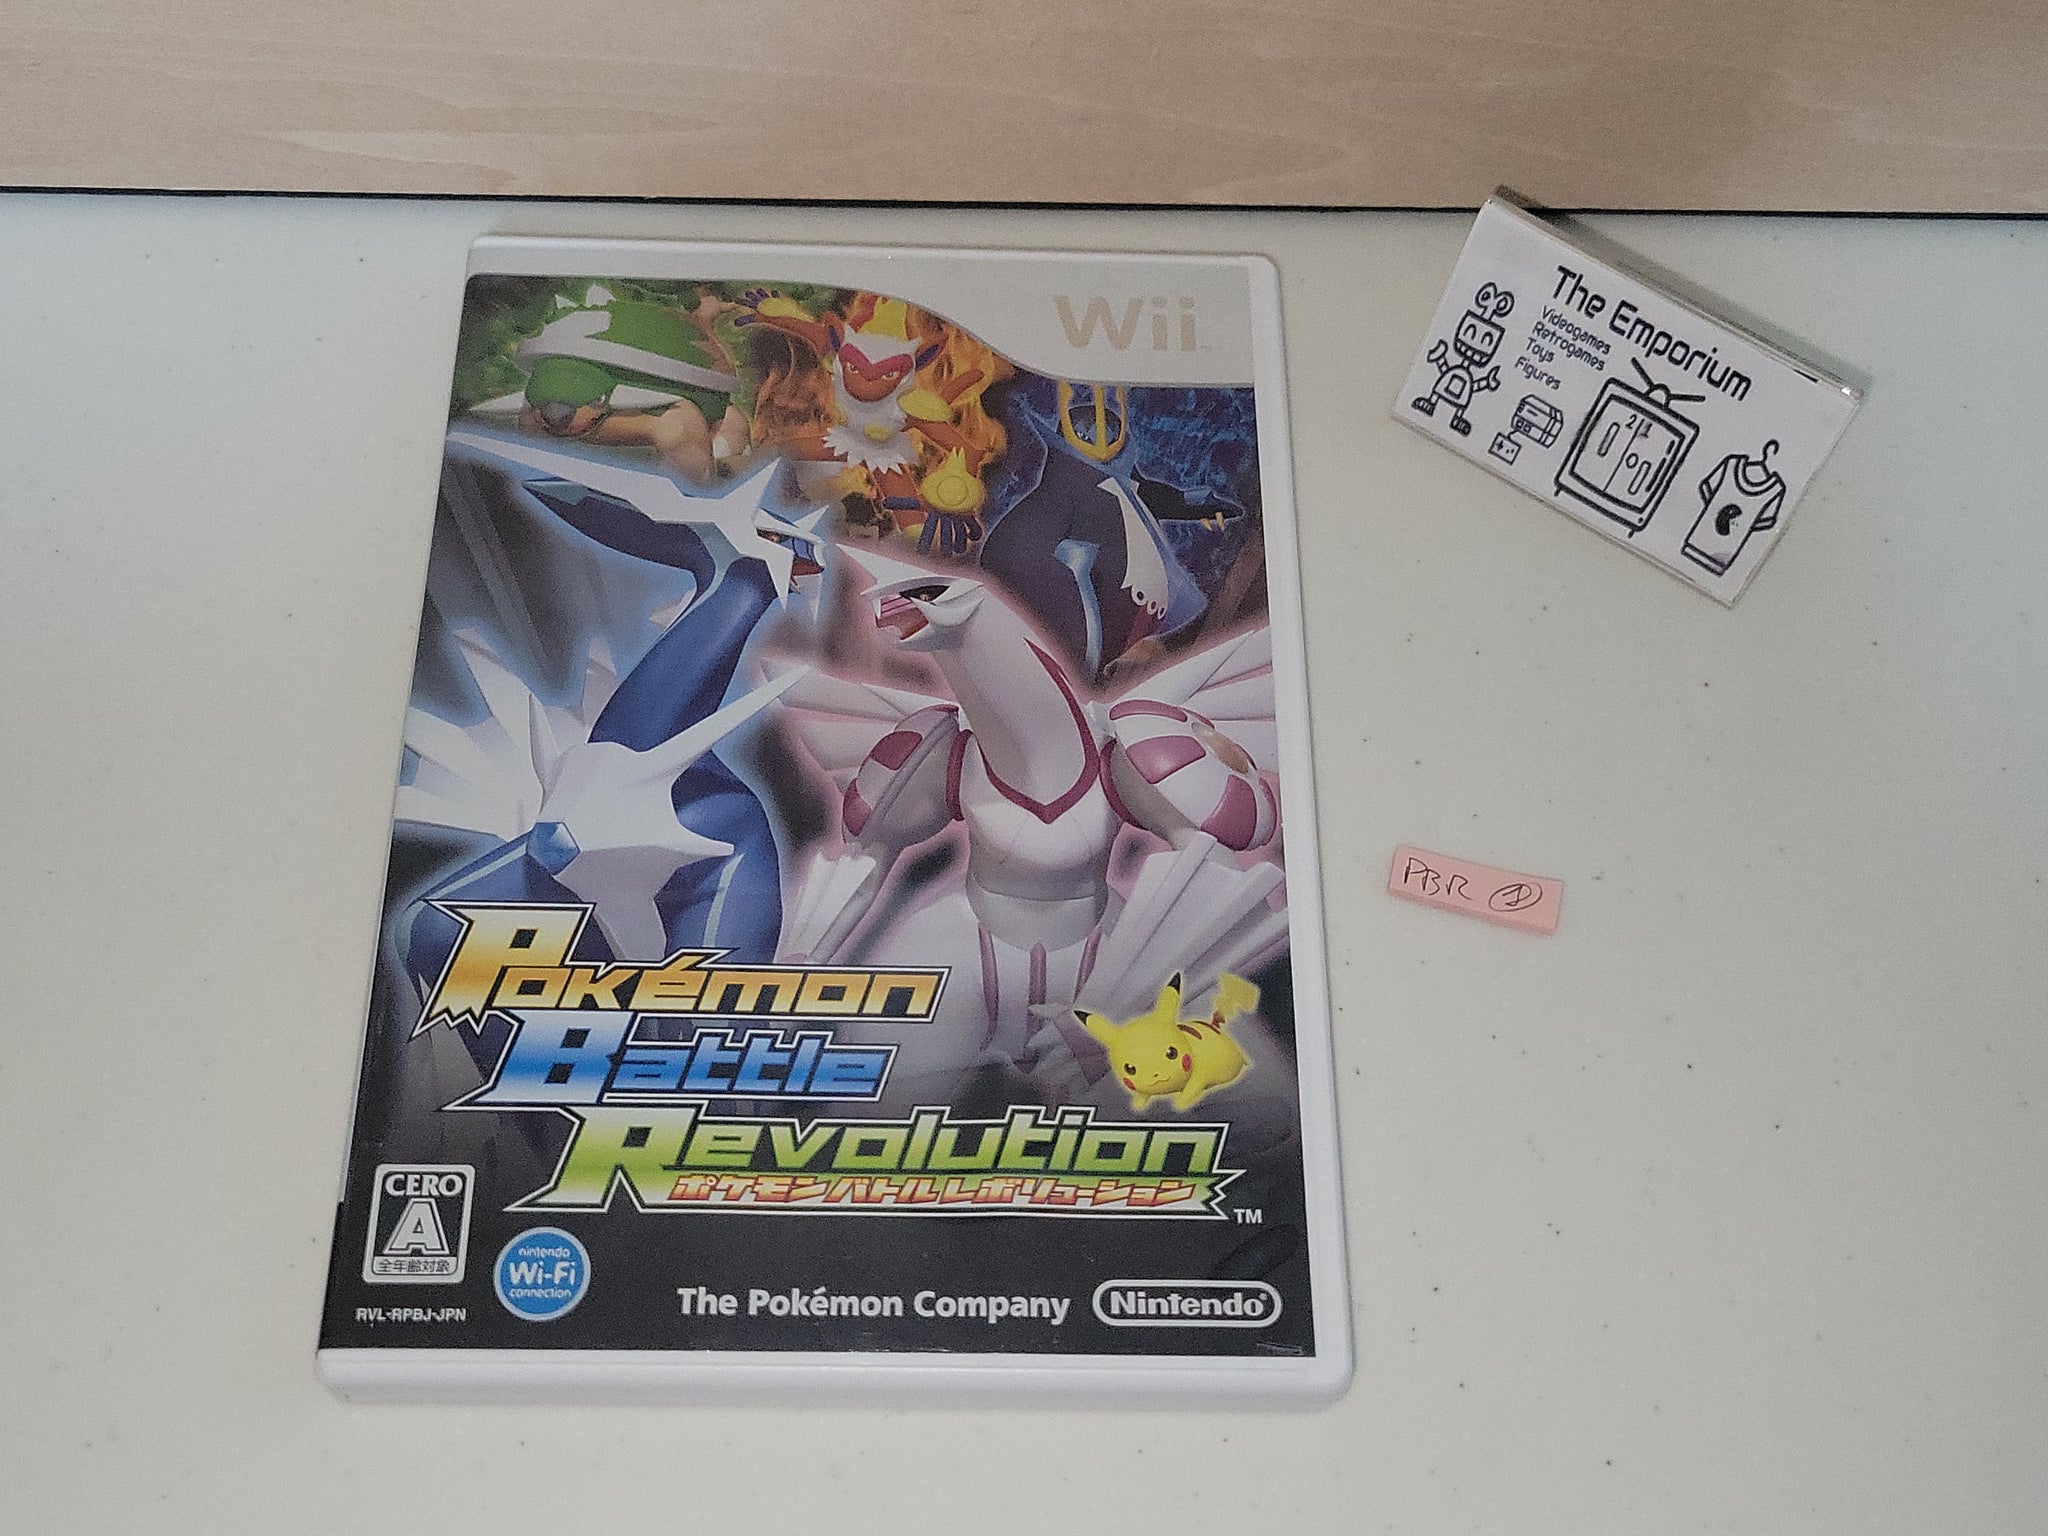 Wii
Pokémon
Battle
Revolution
ポケモンバトルレボリューション
TM
CERO
A
全年齢対象
RVL-RPBJ-JPN
nintendo
Wi-Fi
connection
The Pokémon Company
Nintendo®
The Emporium
Videogames
Retrogames
Toys
Figures
2 1
PBR